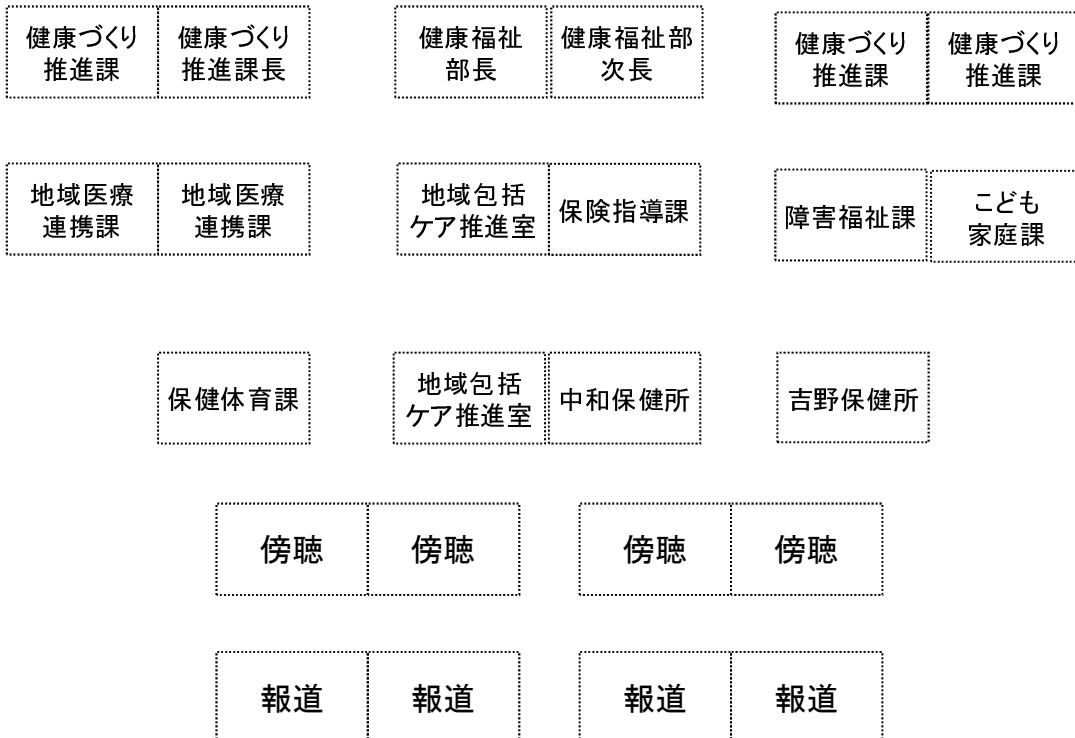 健康づくり
推進課
健康づくり
推進課長
健康福祉
部長
健康福祉部
次長
健康づくり
推進課
健康づくり
推進課
地域医療
連携課
地域医療
連携課
地域包括
ケア推進室
保険指導課
障害福祉課
こども
家庭課
保健体育課
地域包括
ケア推進室
中和保健所
吉野保健所
傍聴
傍聴
傍聴
傍聴
報道
報道
報道
報道